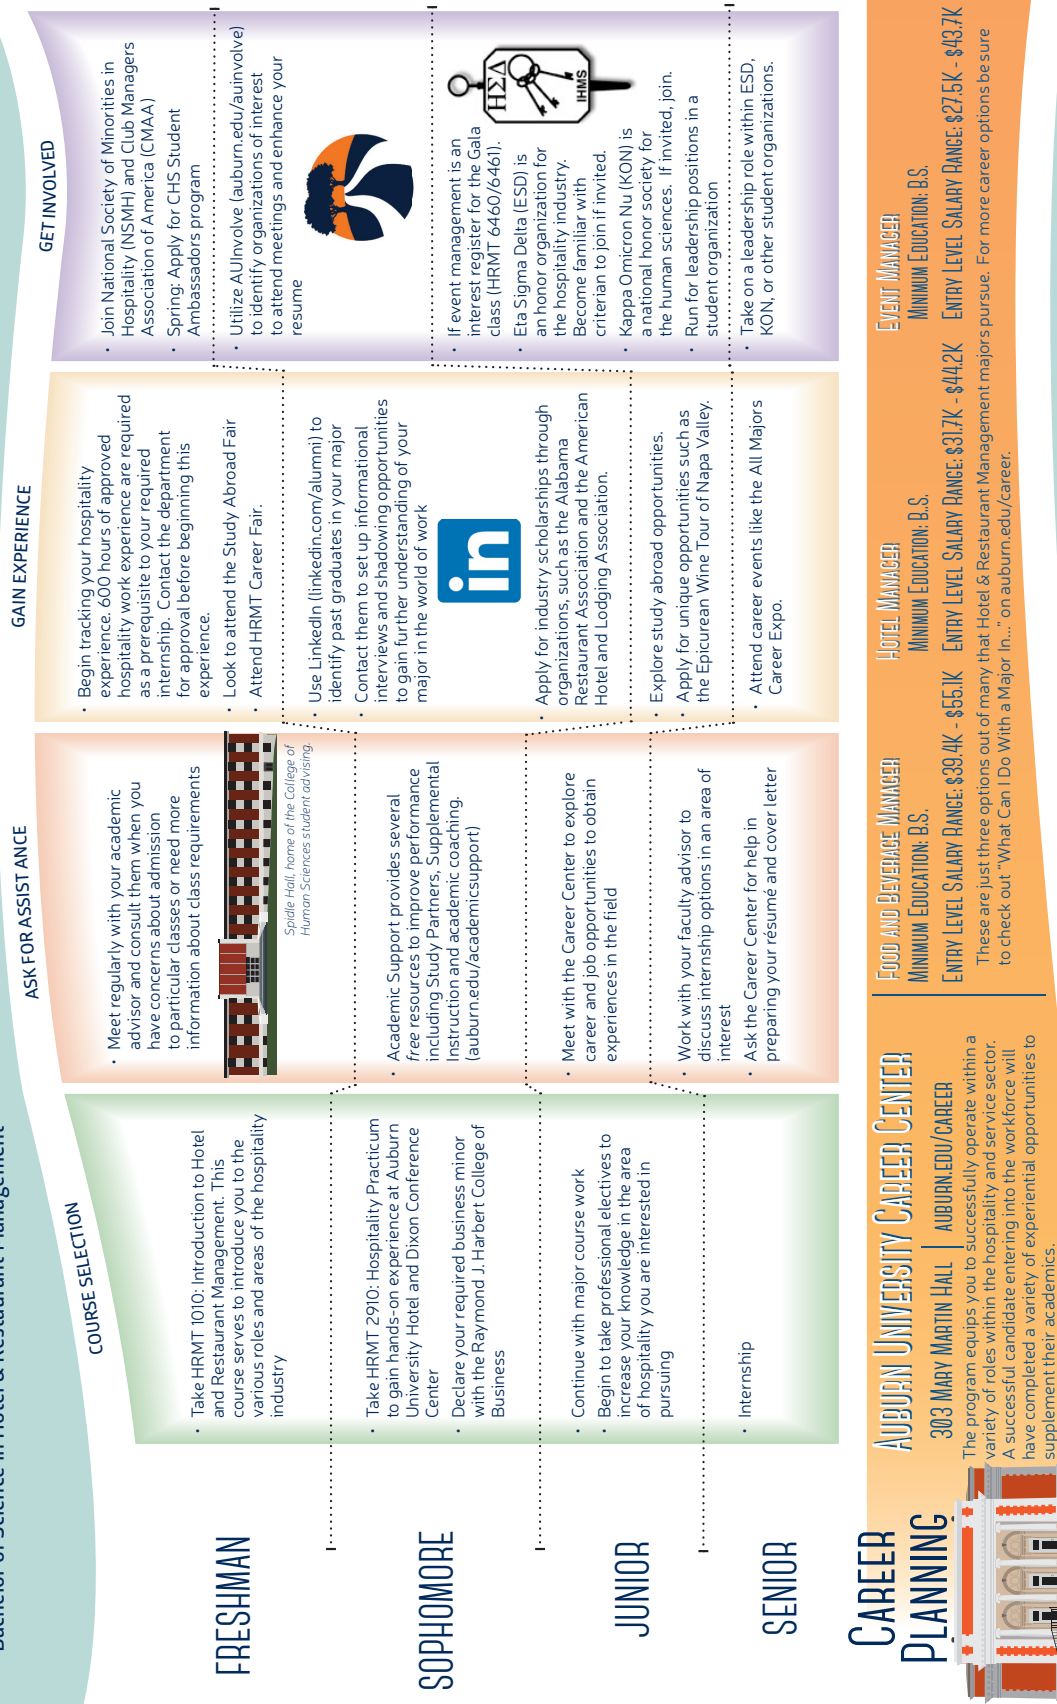 COURSE SELECTION
ASK FOR ASSISTANCE
GAIN EXPERIENCE
GET INVOLVED
FRESHMAN
• Take HRMT 1010: Introduction to Hotel
and Restaurant Management. This
course serves to introduce you to the
various roles and areas of the hospitality
industry
• Meet regularly with your academic
advisor and consult them when you
have concerns about admission
to particular classes or need more
information about class requirements
Spidle Hall, home of the College of
Human Sciences student advising.
• Begin tracking your hospitality
experience. 600 hours of approved
hospitality work experience are required
as a prerequisite to your required
internship. Contact the department
for approval before beginning this
experience.
• Look to attend the Study Abroad Fair
• Attend HRMT Career Fair.
• Join National Society of Minorities in
Hospitality (NSMH) and Club Managers
Association of America (CMAA)
• Spring: Apply for CHS Student
Ambassadors program
SOPHOMORE
• Take HRMT 2910: Hospitality Practicum
to gain hands-on experience at Auburn
University Hotel and Dixon Conference
Center
• Declare your required business minor
with the Raymond J. Harbert College of
Business
• Academic Support provides several
free resources to improve performance
including Study Partners, Supplemental
Instruction and academic coaching.
(auburn.edu/academicsupport)
• Use LinkedIn (linkedin.com/alumni) to
identify past graduates in your major
• Contact them to set up informational
interviews and shadowing opportunities
to gain further understanding of your
major in the world of work
in
• Apply for industry scholarships through
organizations, such as the Alabama
Restaurant Association and the American
Hotel and Lodging Association.
• Utilize AUInvolve (auburn.edu/auinvolve)
to identify organizations of interest
to attend meetings and enhance your
resume
JUNIOR
• Continue with major course work
• Begin to take professional electives to
increase your knowledge in the area
of hospitality you are interested in
pursuing
• Meet with the Career Center to explore
career and job opportunities to obtain
experiences in the field
• Explore study abroad opportunities.
• Apply for unique opportunities such as
the Epicurean Wine Tour of Napa Valley.
• If event management is an
interest register for the Gala
class (HRMT 6460/6461).
• Eta Sigma Delta (ESD) is
an honor organization for
the hospitality industry.
Become familiar with
criterian to join if invited.
• Kappa Omicron Nu (KON) is
a national honor society for
the human sciences. If invited, join.
• Run for leadership positions in a
student organization
ΗΣΔ
IHMS
SENIOR
• Internship
• Work with your faculty advisor to
discuss internship options in an area of
interest
• Ask the Career Center for help in
preparing your résumé and cover letter
• Attend career events like the All Majors
Career Expo.
• Take on a leadership role within ESD,
KON, or other student organizations.
CAREER
PLANNING
AUBURN UNIVERSITY CAREER CENTER
303 MARY MARTIN HALL | AUBURN.EDU/CAREER
The program equips you to successfully operate within a
variety of roles within the hospitality and service sector.
A successful candidate entering into the workforce will
have completed a variety of experiential opportunities to
supplement their academics.
FOOD AND BEVERAGE MANAGER
MINIMUM EDUCATION: B.S.
ENTRY LEVEL SALARY RANGE: $39.4K - $55.1K
HOTEL MANAGER
MINIMUM EDUCATION: B.S.
ENTRY LEVEL SALARY RANGE: $31.7K - $44.2K
EVENT MANAGER
MINIMUM EDUCATION: B.S.
ENTRY LEVEL SALARY RANGE: $27.5K - $43.7K
These are just three options out of many that Hotel & Restaurant Management majors pursue. For more career options be sure
to check out "What Can I Do With a Major In..." on auburn.edu/career.